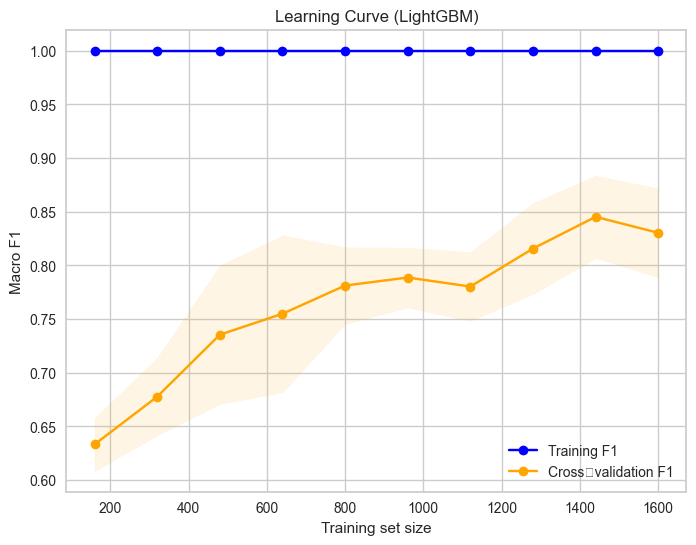 Learning Curve (LightGBM)
1.00
0.95
0.90
0.85
0.80
0.75
0.70
0.65
0.60
Macro F1
Training F1
Cross▯validation F1
200 400 600 800 1000 1200 1400 1600
Training set size